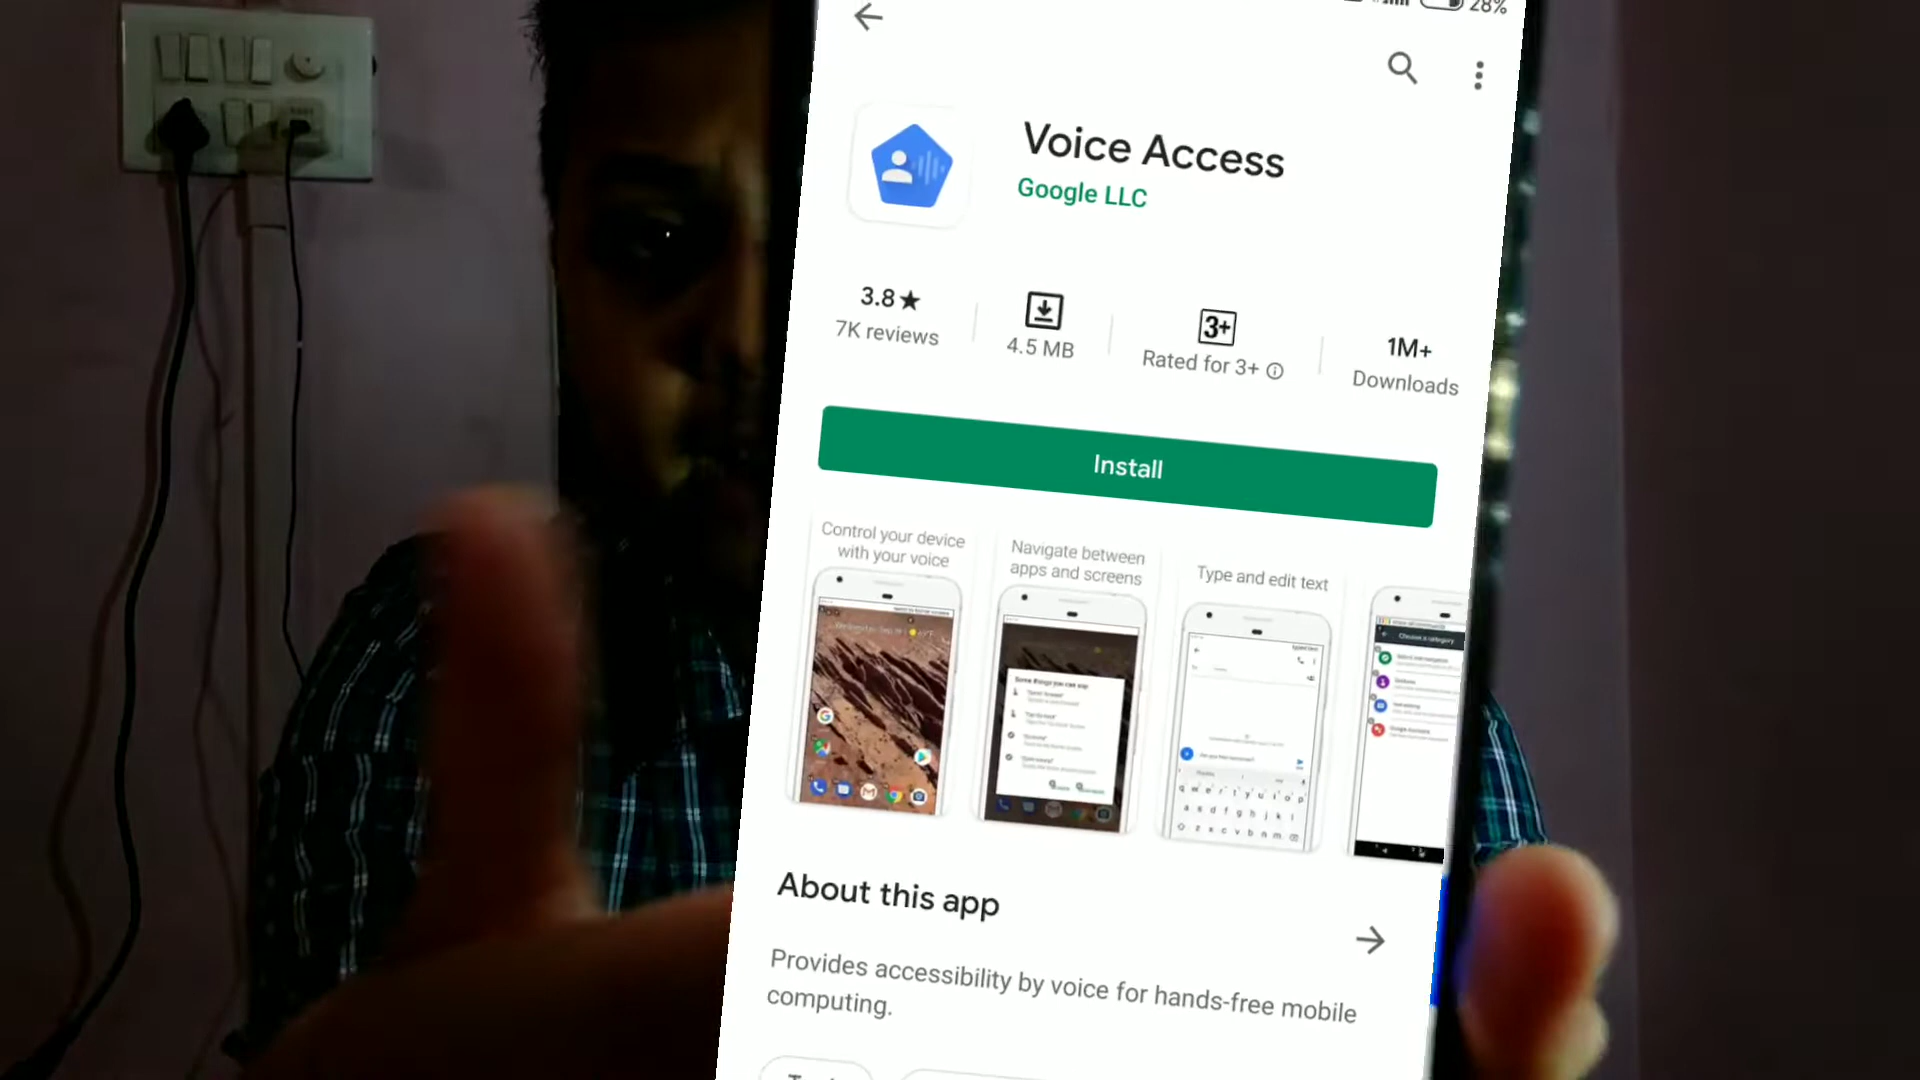 28%
Voice Access
Google LLC
3.8★
7K reviews
4.5 MB
3+
Rated for 3+
1M+
Downloads
Install
Control your device
with your voice
Navigate between
apps and screens
Type and edit text
Choose a category
q w e r t y u i o p
a s d f g h j k l
z x c v b n m
About this app
Provides accessibility by voice for hands-free mobile
computing.